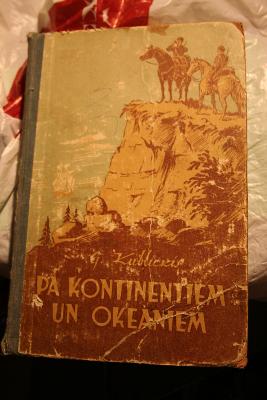 G. Kublickis
PA KONTINENTIEM
UN OKEĀNIEM